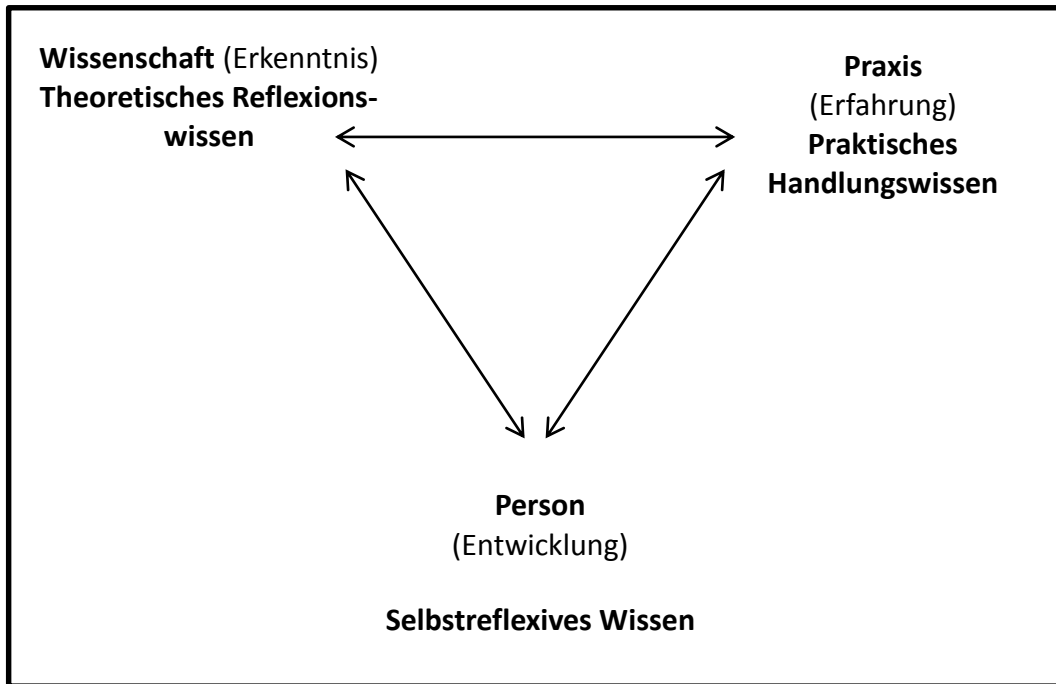 Wissenschaft (Erkenntnis)
Theoretisches Reflexions-
wissen
Praxis
(Erfahrung)
Praktisches
Handlungswissen
Person
(Entwicklung)
Selbstreflexives Wissen